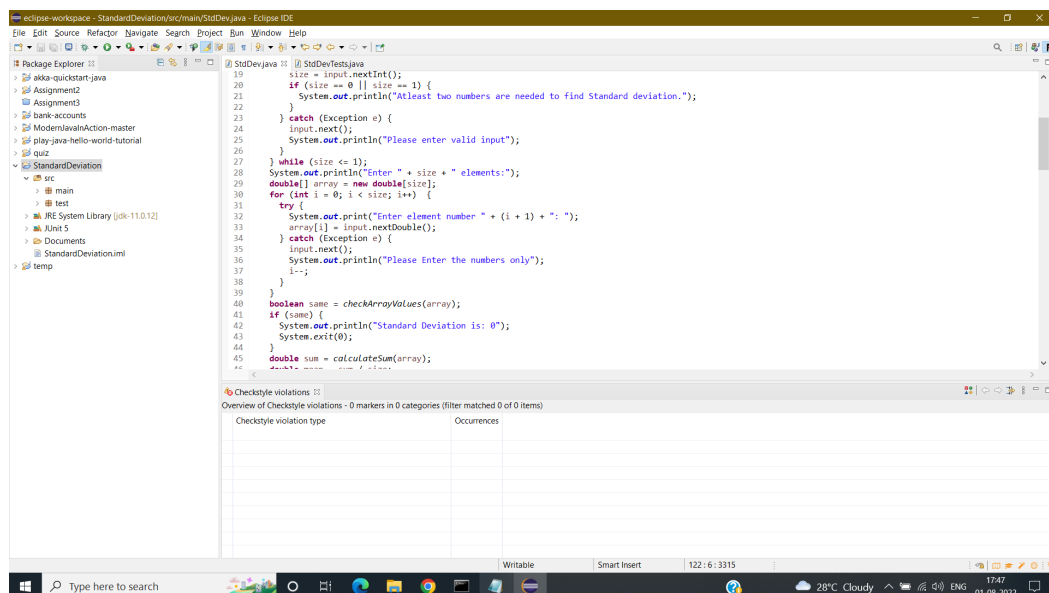 eclipse-workspace - StandardDeviation/src/main/StdDev.java - Eclipse IDE
File Edit Source Refactor Navigate Search Project Run Window Help
Package Explorer
akka-quickstart-java
Assignment2
Assignment3
bank-accounts
ModernJavaInAction-master
play-java-hello-world-tutorial
quiz
StandardDeviation
src
main
test
JRE System Library [jdk-11.0.12]
JUnit 5
Documents
StandardDeviation.iml
temp
StdDev.java StdDevTests.java
19 size = input.nextInt();
20 if (size == 0 || size == 1) {
21 System.out.println("Atleast two numbers are needed to find Standard deviation.");
22 }
23 } catch (Exception e) {
24 input.next();
25 System.out.println("Please enter valid input");
26 }
27 } while (size <= 1);
28 System.out.println("Enter " + size + " elements:");
29 double[] array = new double[size];
30 for (int i = 0; i < size; i++) {
31 try {
32 System.out.print("Enter element number " + (i + 1) + ": ");
33 array[i] = input.nextDouble();
34 } catch (Exception e) {
35 input.next();
36 System.out.println("Please Enter the numbers only");
37 i--;
38 }
39 }
40 boolean same = checkArrayValues(array);
41 if (same) {
42 System.out.println("Standard Deviation is: 0");
43 System.exit(0);
44 }
45 double sum = calculateSum(array);
Checkstyle violations
Overview of Checkstyle violations - 0 markers in 0 categories (filter matched 0 of 0 items)
Checkstyle violation type Occurrences
Writable Smart Insert 122 : 6 : 3315
Type here to search
28°C Cloudy ENG 17:47
01-08-2022